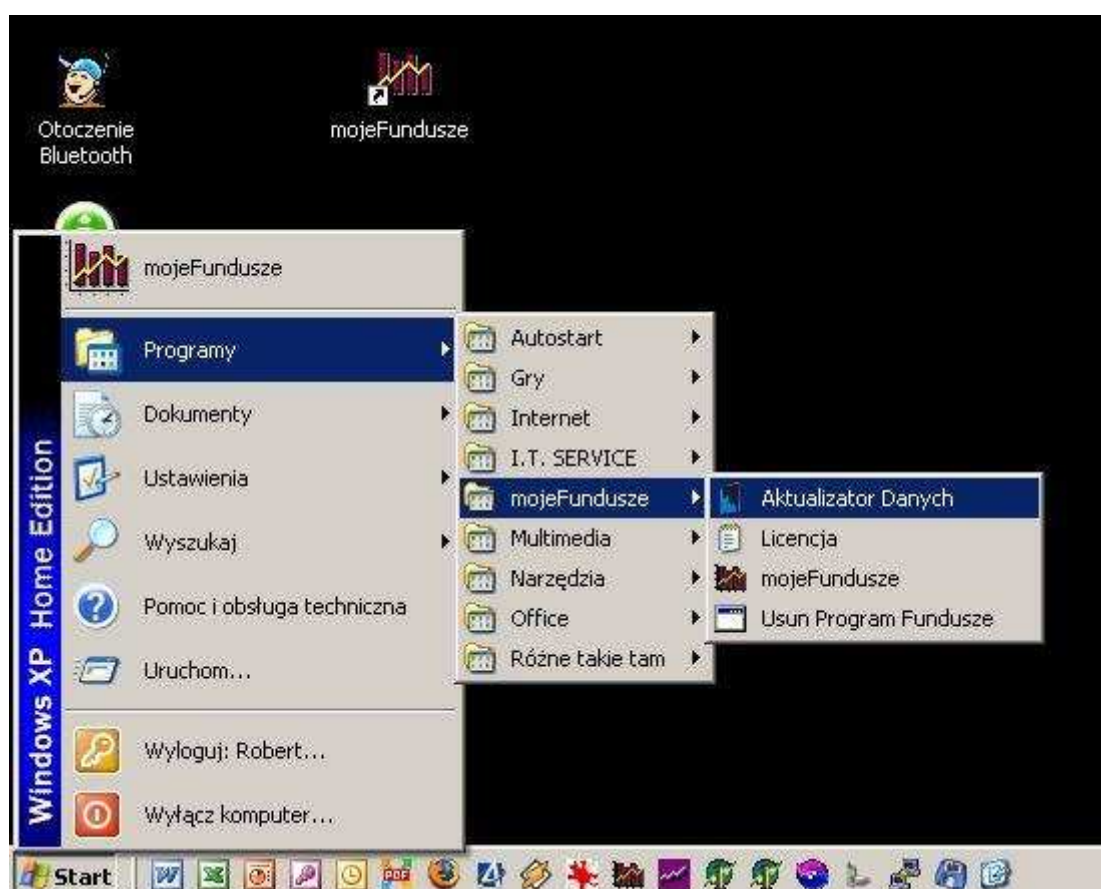 Otoczenie
Bluetooth
mojeFundusze
mojeFundusze
Programy
Dokumenty
Ustawienia
Wyszukaj
Pomoc i obsługa techniczna
Uruchom...
Wyloguj: Robert...
Wyłącz komputer...
Windows XP Home Edition
Autostart
Gry
Internet
I.T. SERVICE
mojeFundusze
Multimedia
Narzędzia
Office
Różne takie tam
Aktualizator Danych
Licencja
mojeFundusze
Usun Program Fundusze
Start
PDF